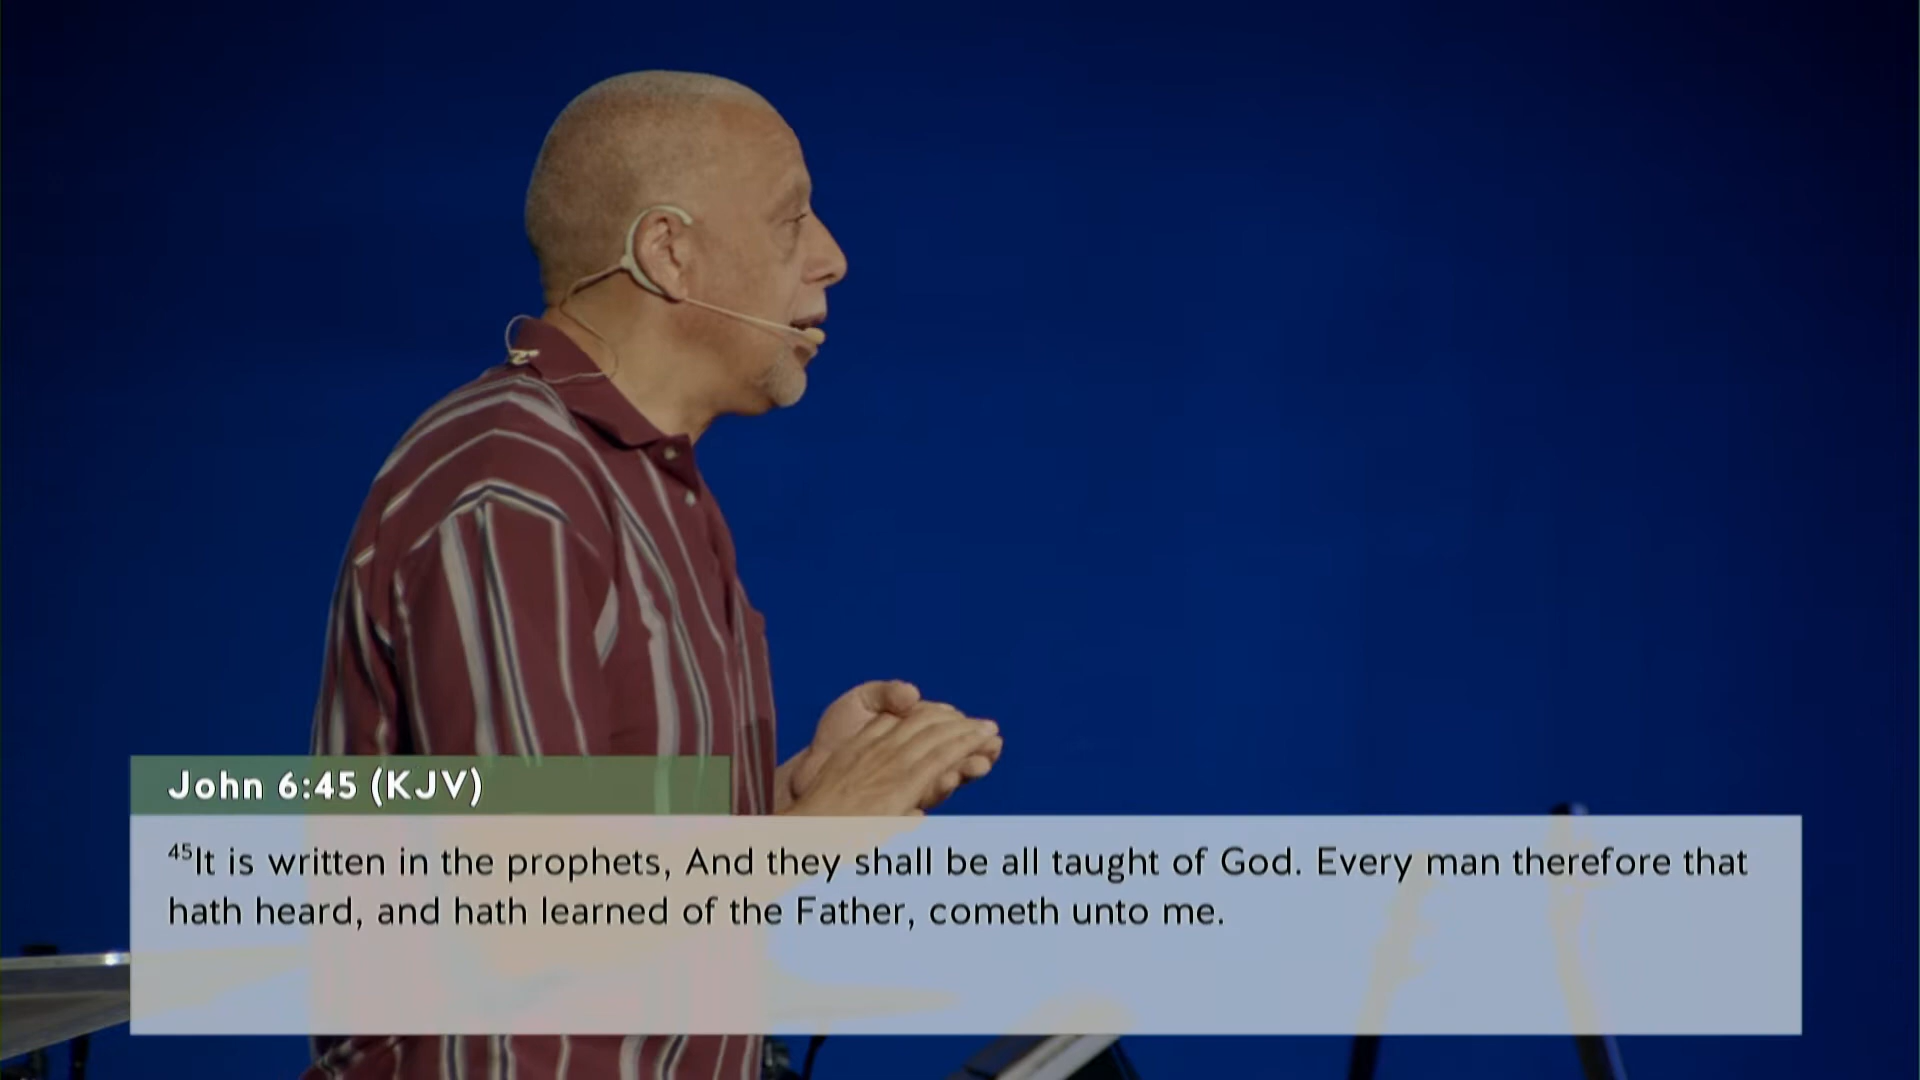 John 6:45 (KJV)
⁴⁵It is written in the prophets, And they shall be all taught of God. Every man therefore that
hath heard, and hath learned of the Father, cometh unto me.